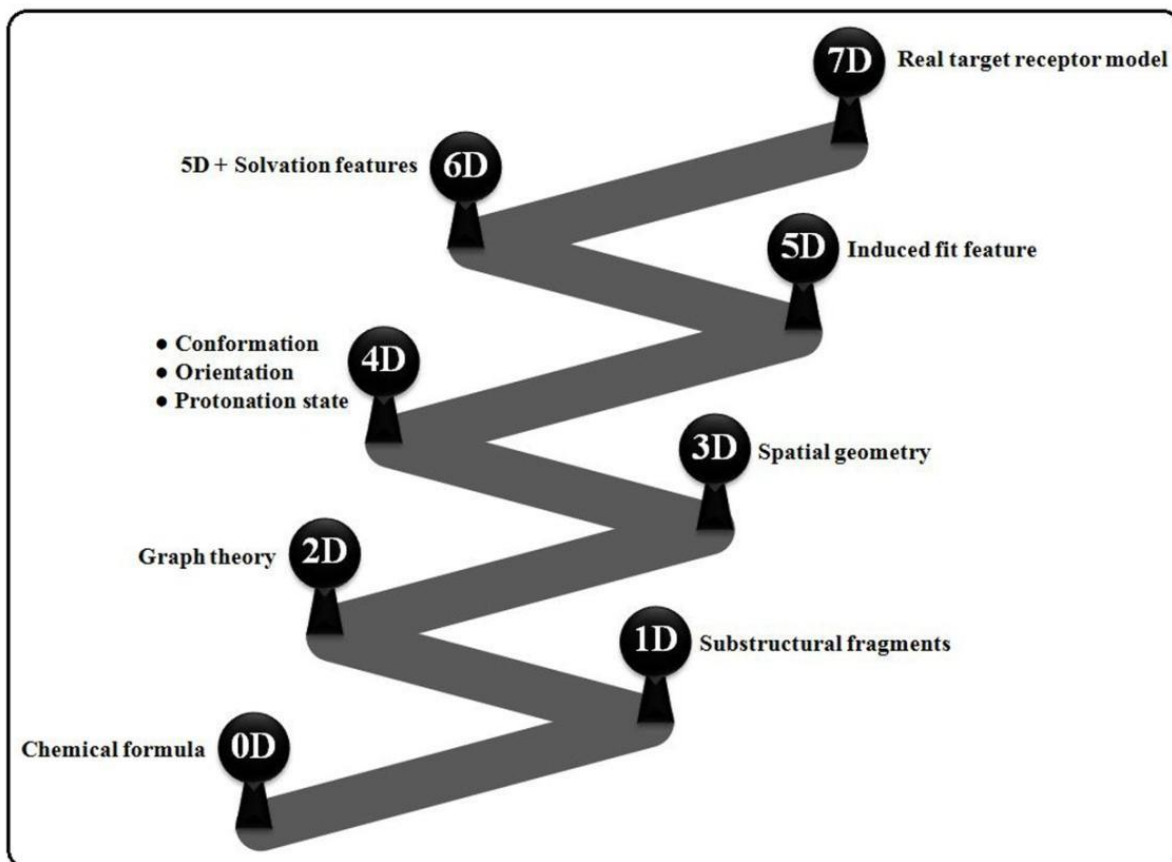 7D
Real target receptor model
5D + Solvation features
6D
5D
Induced fit feature
● Conformation
● Orientation
● Protonation state
4D
3D
Spatial geometry
Graph theory
2D
1D
Substructural fragments
Chemical formula
0D